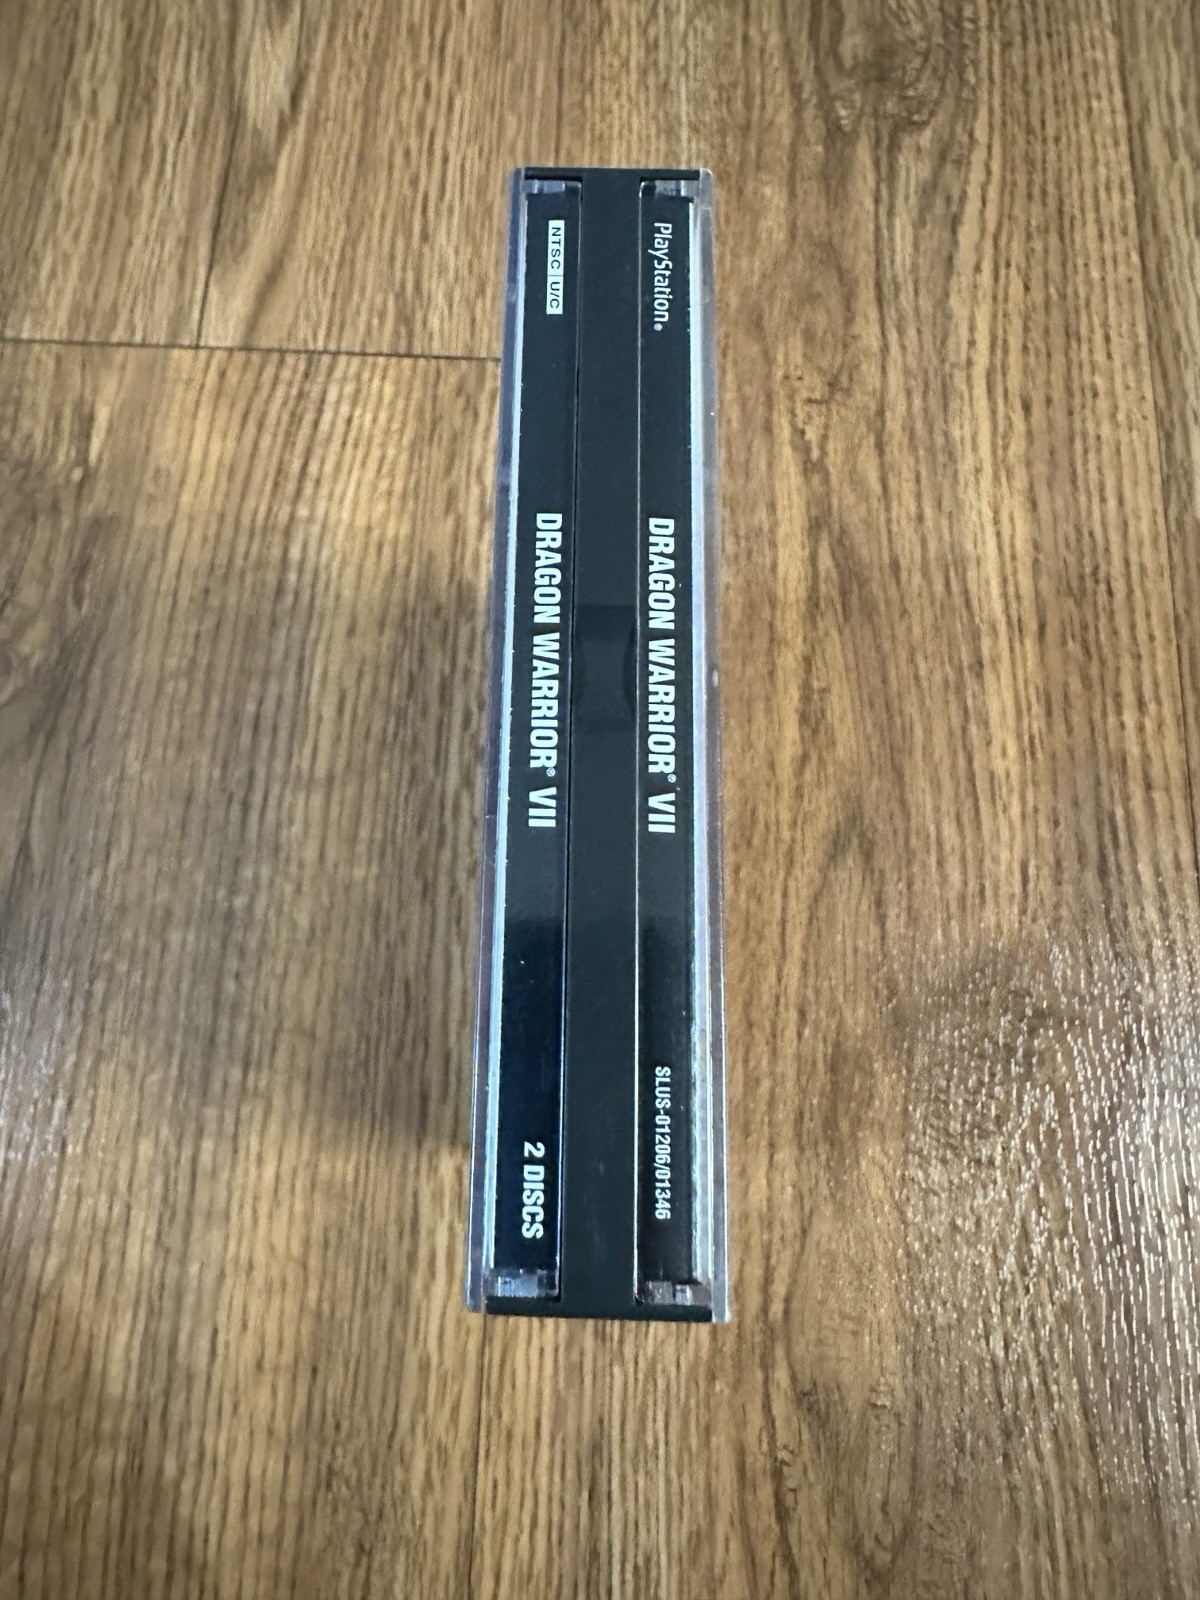 PlayStation®
DRAGON WARRIOR® VII
SLUS-01206/01346
NTSC U/C
DRAGON WARRIOR® VII
2 DISCS